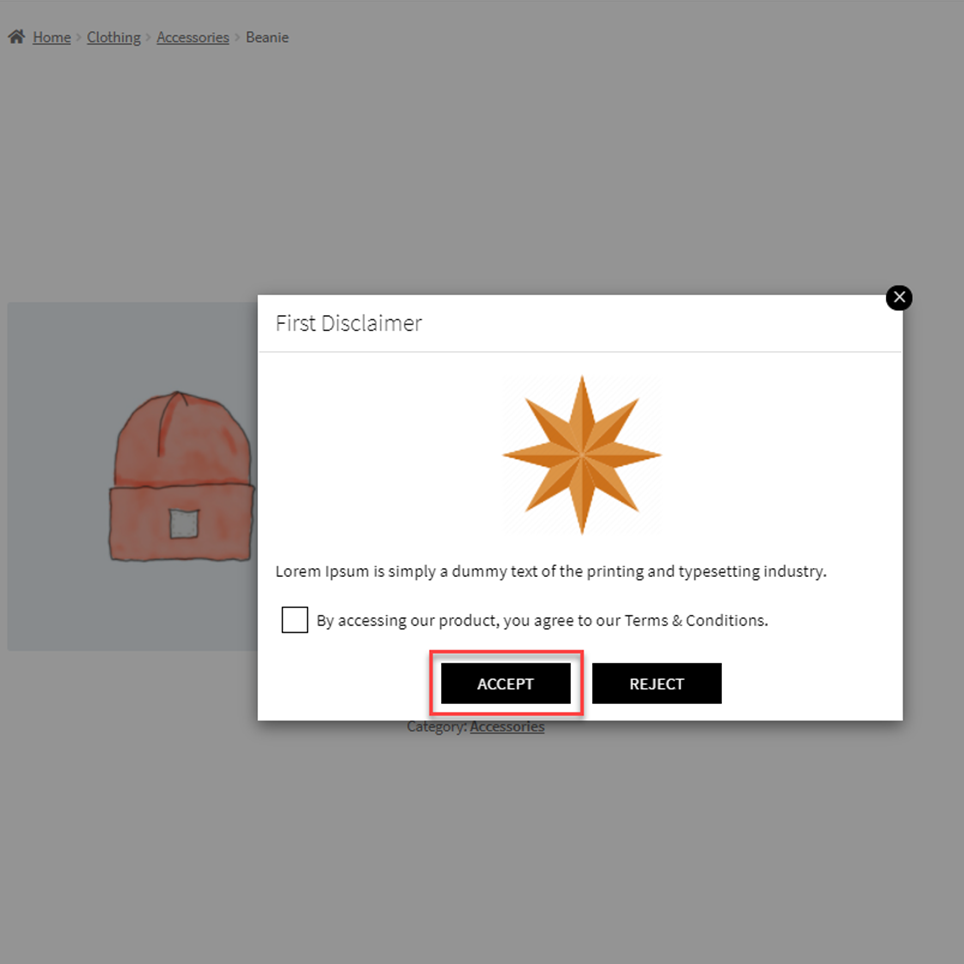 Home > Clothing > Accessories > Beanie
First Disclaimer
Lorem Ipsum is simply a dummy text of the printing and typesetting industry.
By accessing our product, you agree to our Terms & Conditions.
ACCEPT REJECT
Category: Accessories